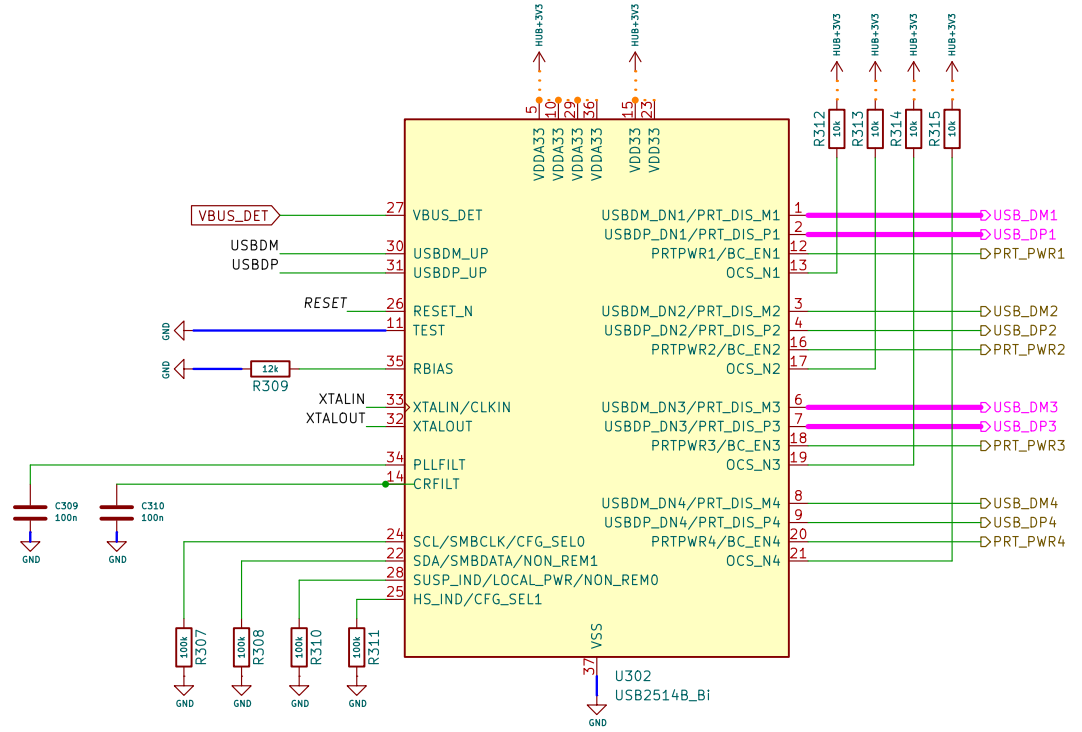 HUB+3V3
HUB+3V3
HUB+3V3
HUB+3V3
HUB+3V3
HUB+3V3
5
10
29
36
15
23
VDDA33
VDDA33
VDDA33
VDDA33
VDD33
VDD33
R312
10k
R313
10k
R314
10k
R315
10k
VBUS_DET
27
VBUS_DET
USBDM
30
USBDM_UP
USBDP
31
USBDP_UP
RESET
26
RESET_N
GND
11
TEST
GND
12k
R309
35
RBIAS
XTALIN
33
XTALIN/CLKIN
XTALOUT
32
XTALOUT
34
PLLFILT
14
CRFILT
C309
100n
GND
C310
100n
GND
24
SCL/SMBCLK/CFG_SEL0
22
SDA/SMBDATA/NON_REM1
28
SUSP_IND/LOCAL_PWR/NON_REM0
25
HS_IND/CFG_SEL1
100k
R307
GND
100k
R308
GND
100k
R310
GND
100k
R311
GND
USBDM_DN1/PRT_DIS_M1
1
USB_DM1
USBDP_DN1/PRT_DIS_P1
2
USB_DP1
PRTPWR1/BC_EN1
12
PRT_PWR1
OCS_N1
13
USBDM_DN2/PRT_DIS_M2
3
USB_DM2
USBDP_DN2/PRT_DIS_P2
4
USB_DP2
PRTPWR2/BC_EN2
16
PRT_PWR2
OCS_N2
17
USBDM_DN3/PRT_DIS_M3
6
USB_DM3
USBDP_DN3/PRT_DIS_P3
7
USB_DP3
PRTPWR3/BC_EN3
18
PRT_PWR3
OCS_N3
19
USBDM_DN4/PRT_DIS_M4
8
USB_DM4
USBDP_DN4/PRT_DIS_P4
9
USB_DP4
PRTPWR4/BC_EN4
20
PRT_PWR4
OCS_N4
21
VSS
37
GND
U302
USB2514B_Bi